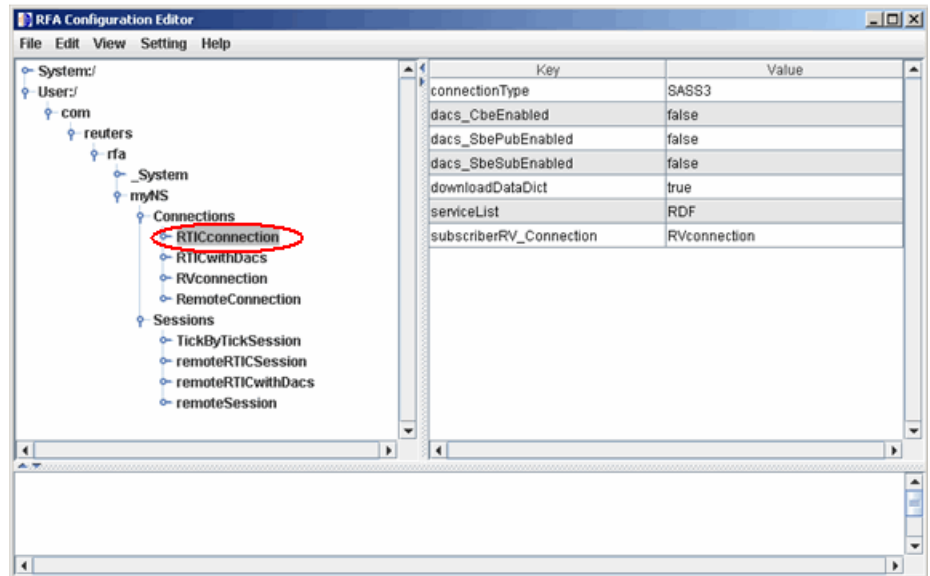 RFA Configuration Editor
File Edit View Setting Help
System:/
User:/
com
reuters
rfa
_System
myNS
Connections
RTICconnection
RTICwithDacs
RVconnection
RemoteConnection
Sessions
TickByTickSession
remoteRTICSession
remoteRTICwithDacs
remoteSession
Key Value
connectionType SASS3
dacs_CbeEnabled false
dacs_SbePubEnabled false
dacs_SbeSubEnabled false
downloadDataDict true
serviceList RDF
subscriberRV_Connection RVconnection